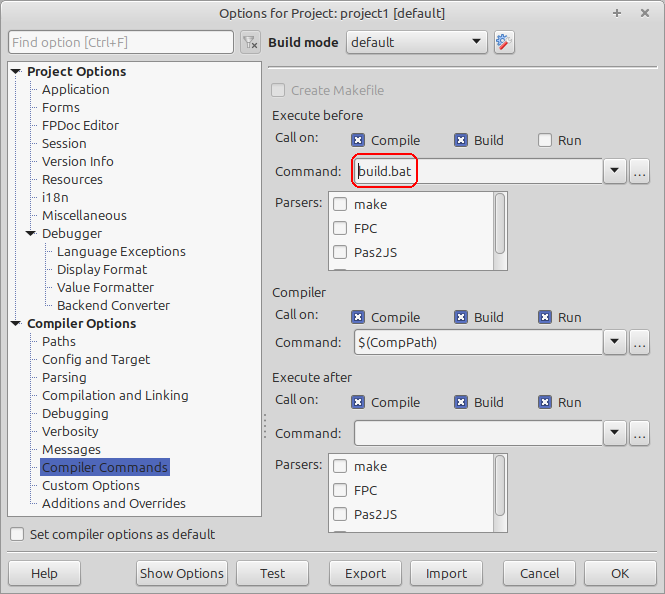 Options for Project: project1 [default]
Find option [Ctrl+F]
Build mode default
Project Options
Application
Forms
FPDoc Editor
Session
Version Info
Resources
i18n
Miscellaneous
Debugger
Language Exceptions
Display Format
Value Formatter
Backend Converter
Compiler Options
Paths
Config and Target
Parsing
Compilation and Linking
Debugging
Verbosity
Messages
Compiler Commands
Custom Options
Additions and Overrides
Set compiler options as default
Create Makefile
Execute before
Call on: Compile Build Run
Command: build.bat ...
Parsers: make
FPC
Pas2JS
Compiler
Call on: Compile Build Run
Command: $(CompPath) ...
Execute after
Call on: Compile Build Run
Command: ...
Parsers: make
FPC
Pas2JS
Help Show Options Test Export Import Cancel OK